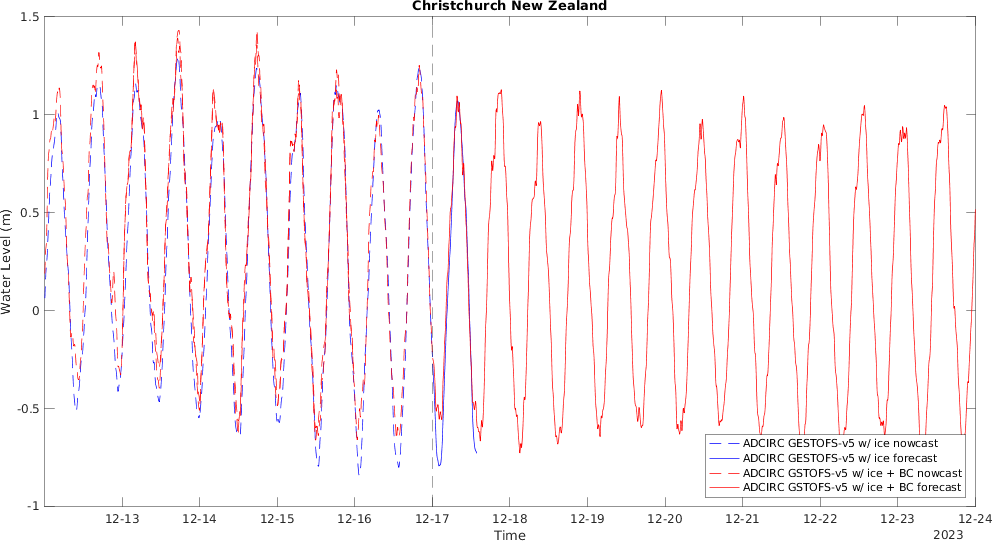 Christchurch New Zealand
1.5
1
0.5
0
-0.5
-1
Water Level (m)
ADCIRC GESTOFS-v5 w/ ice nowcast
ADCIRC GESTOFS-v5 w/ ice forecast
ADCIRC GSTOFS-v5 w/ ice + BC nowcast
ADCIRC GSTOFS-v5 w/ ice + BC forecast
12-13 12-14 12-15 12-16 12-17 12-18 12-19 12-20 12-21 12-22 12-23 12-24
Time
2023